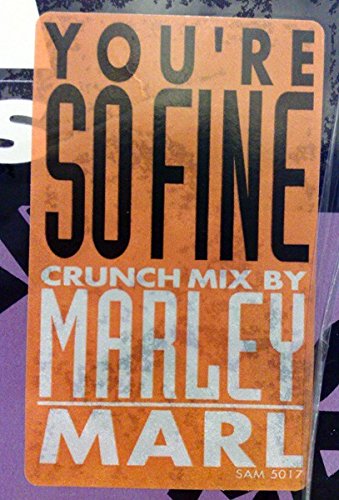 YOU'RE
SO FINE
CRUNCH MIX BY
MARLEY
MARL
SAM 5017